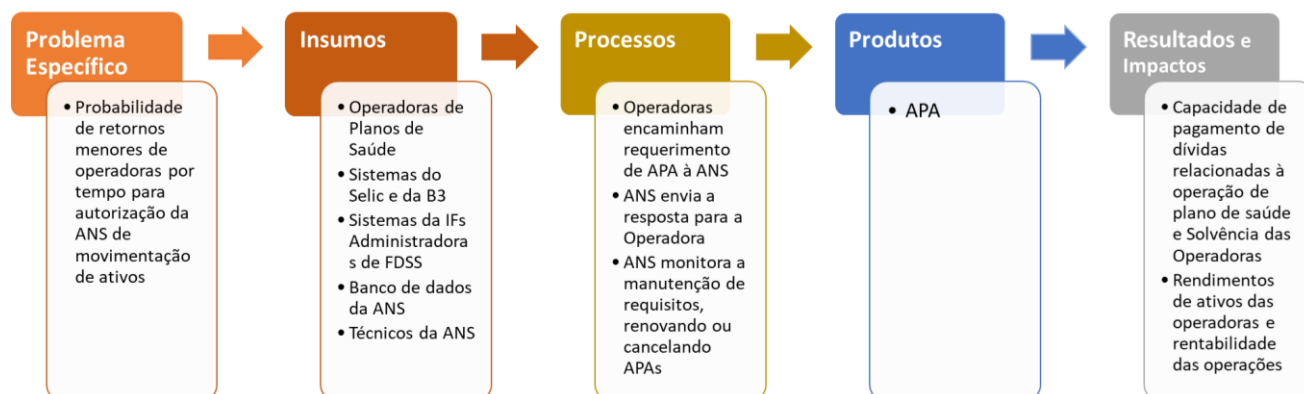 Problema
Específico
• Probabilidade
de retornos
menores de
operadoras por
tempo para
autorização da
ANS de
movimentação
de ativos
Insumos
• Operadoras de
Planos de
Saúde
• Sistemas do
Selic e da B3
• Sistemas da IFs
Administradora
s de FDSS
• Banco de dados
da ANS
• Técnicos da ANS
Processos
• Operadoras
encaminham
requerimento
de APA à ANS
• ANS envia a
resposta para a
Operadora
• ANS monitora a
manutenção de
requisitos,
renovando ou
cancelando
APAs
Produtos
• APA
Resultados e
Impactos
• Capacidade de
pagamento de
dívidas
relacionadas à
operação de
plano de saúde
e Solvência das
Operadoras
• Rendimentos
de ativos das
operadoras e
rentabilidade
das operações